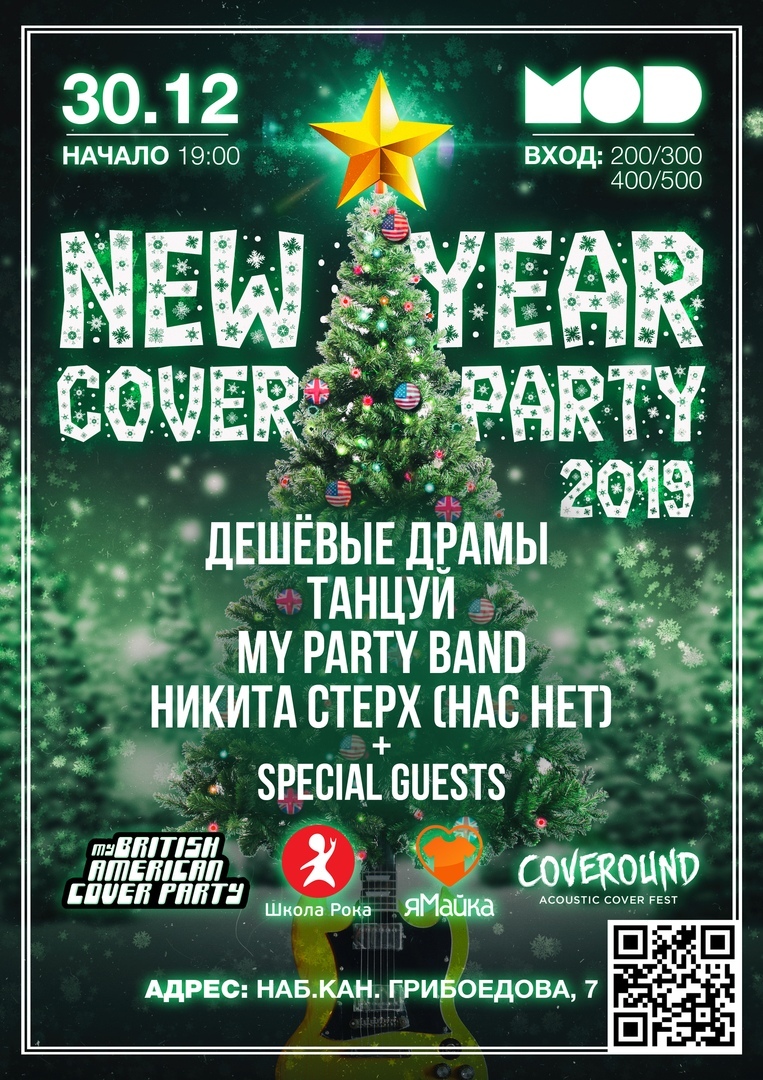 30.12
НАЧАЛО 19:00
MOD
ВХОД: 200/300
400/500
NEW YEAR
COVER PARTY
2019
ДЕШЁВЫЕ ДРАМЫ
ТАНЦУЙ
MY PARTY BAND
НИКИТА СТЕРХ (НАС НЕТ)
+
SPECIAL GUESTS
myBRITISH
AMERICAN
COVER PARTY
Школа Рока
яМайка
COVEROUND
ACOUSTIC COVER FEST
АДРЕС: НАБ.КАН. ГРИБОЕДОВА, 7